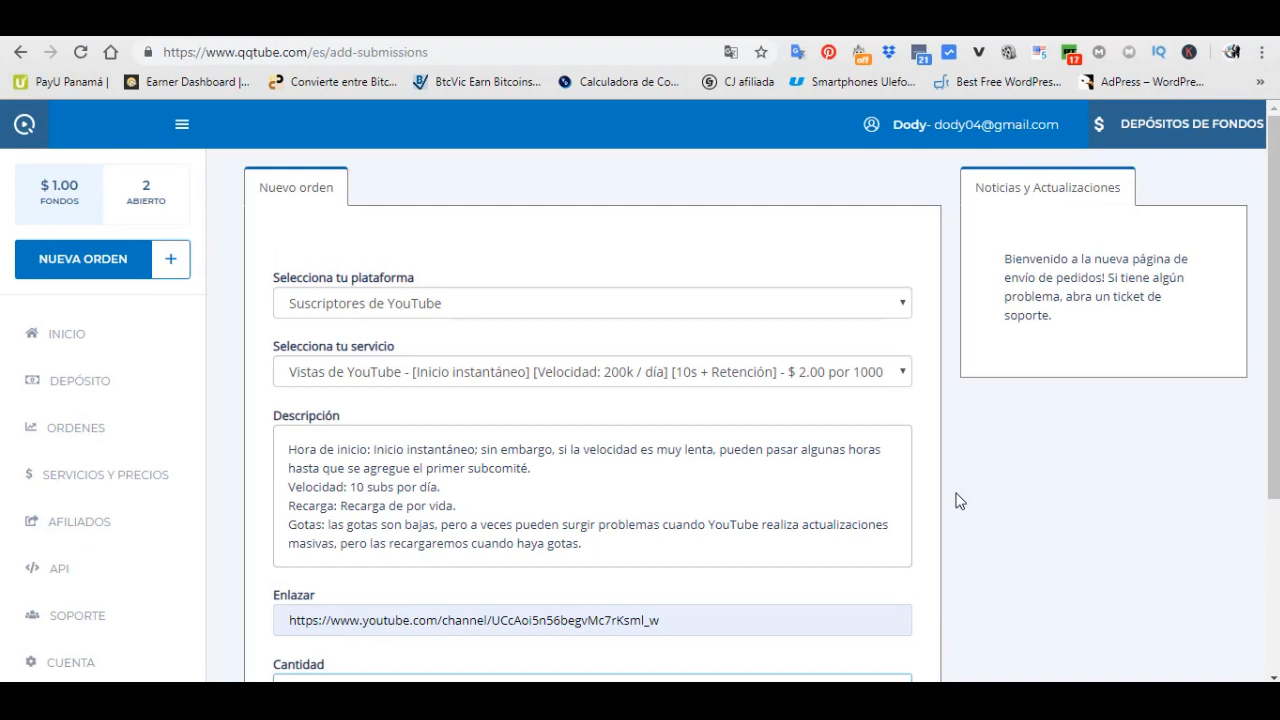 https://www.qqtube.com/es/add-submissions
off
21
5
17
IQ
K
PayU Panamá |
Earner Dashboard |...
Convierte entre Bitc...
BtcVic Earn Bitcoins...
Calculadora de Co...
CJ afiliada
Smartphones Ulefo...
Best Free WordPres...
AdPress – WordPre...
»
Dody- dody04@gmail.com
$ DEPÓSITOS DE FONDOS
$ 1.00
FONDOS
2
ABIERTO
NUEVA ORDEN
+
INICIO
DEPÓSITO
ORDENES
$ SERVICIOS Y PRECIOS
AFILIADOS
</> API
SOPORTE
CUENTA
Nuevo orden
Selecciona tu plataforma
Suscriptores de YouTube
Selecciona tu servicio
Vistas de YouTube - [Inicio instantáneo] [Velocidad: 200k / día] [10s + Retención] - $ 2.00 por 1000
Descripción
Hora de inicio: Inicio instantáneo; sin embargo, si la velocidad es muy lenta, pueden pasar algunas horas
hasta que se agregue el primer subcomité.
Velocidad: 10 subs por día.
Recarga: Recarga de por vida.
Gotas: las gotas son bajas, pero a veces pueden surgir problemas cuando YouTube realiza actualizaciones
masivas, pero las recargaremos cuando haya gotas.
Enlazar
https://www.youtube.com/channel/UCcAoi5n56begvMc7rKsml_w
Cantidad
Noticias y Actualizaciones
Bienvenido a la nueva página de
envío de pedidos! Si tiene algún
problema, abra un ticket de
soporte.